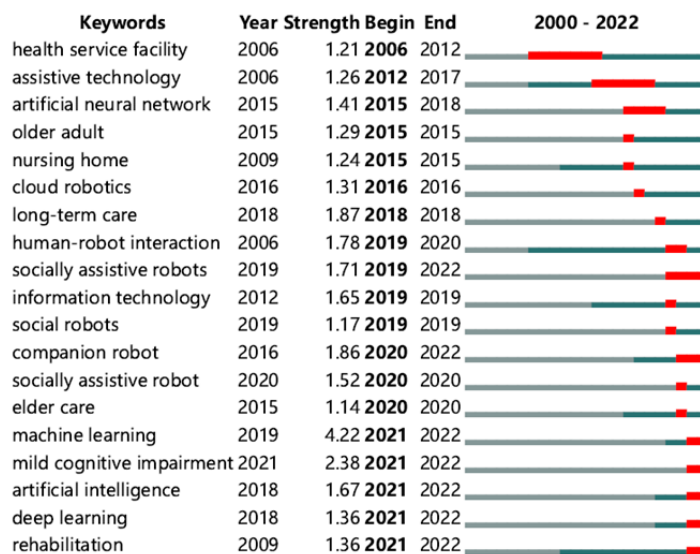 Keywords Year Strength Begin End 2000 - 2022
health service facility 2006 1.21 2006 2012
assistive technology 2006 1.26 2012 2017
artificial neural network 2015 1.41 2015 2018
older adult 2015 1.29 2015 2015
nursing home 2009 1.24 2015 2015
cloud robotics 2016 1.31 2016 2016
long-term care 2018 1.87 2018 2018
human-robot interaction 2006 1.78 2019 2020
socially assistive robots 2019 1.71 2019 2022
information technology 2012 1.65 2019 2019
social robots 2019 1.17 2019 2019
companion robot 2016 1.86 2020 2022
socially assistive robot 2020 1.52 2020 2020
elder care 2015 1.14 2020 2020
machine learning 2019 4.22 2021 2022
mild cognitive impairment 2021 2.38 2021 2022
artificial intelligence 2018 1.67 2021 2022
deep learning 2018 1.36 2021 2022
rehabilitation 2009 1.36 2021 2022